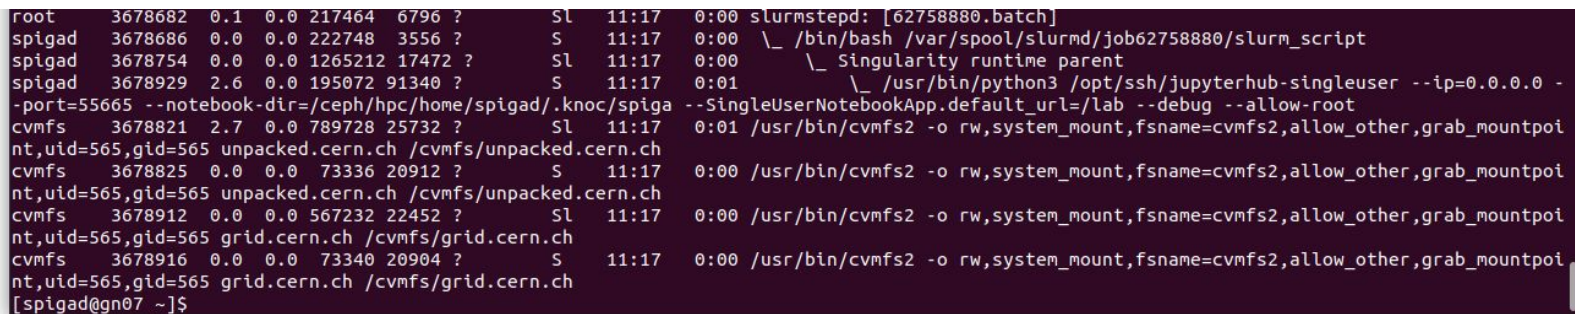 root     3678682  0.1  0.0 217464  6796 ?        Sl   11:17   0:00 slurmstepd: [62758880.batch]
spigad   3678686  0.0  0.0 222748  3556 ?        S    11:17   0:00  \_ /bin/bash /var/spool/slurmd/job62758880/slurm_script
spigad   3678754  0.0  0.0 1265212 17472 ?       Sl   11:17   0:00      \_ Singularity runtime parent
spigad   3678929  2.6  0.0 195072 91340 ?        S    11:17   0:01          \_ /usr/bin/python3 /opt/ssh/jupyterhub-singleuser --ip=0.0.0.0 -
-port=55665 --notebook-dir=/ceph/hpc/home/spigad/.knoc/spiga --SingleUserNotebookApp.default_url=/lab --debug --allow-root
cvmfs    3678821  2.7  0.0 789728 25732 ?        Sl   11:17   0:01 /usr/bin/cvmfs2 -o rw,system_mount,fsname=cvmfs2,allow_other,grab_mountpoi
nt,uid=565,gid=565 unpacked.cern.ch /cvmfs/unpacked.cern.ch
cvmfs    3678825  0.0  0.0  73336 20912 ?        S    11:17   0:00 /usr/bin/cvmfs2 -o rw,system_mount,fsname=cvmfs2,allow_other,grab_mountpoi
nt,uid=565,gid=565 unpacked.cern.ch /cvmfs/unpacked.cern.ch
cvmfs    3678912  0.0  0.0 567232 22452 ?        Sl   11:17   0:00 /usr/bin/cvmfs2 -o rw,system_mount,fsname=cvmfs2,allow_other,grab_mountpoi
nt,uid=565,gid=565 grid.cern.ch /cvmfs/grid.cern.ch
cvmfs    3678916  0.0  0.0  73340 20904 ?        S    11:17   0:00 /usr/bin/cvmfs2 -o rw,system_mount,fsname=cvmfs2,allow_other,grab_mountpoi
nt,uid=565,gid=565 grid.cern.ch /cvmfs/grid.cern.ch
[spigad@gn07 ~]$